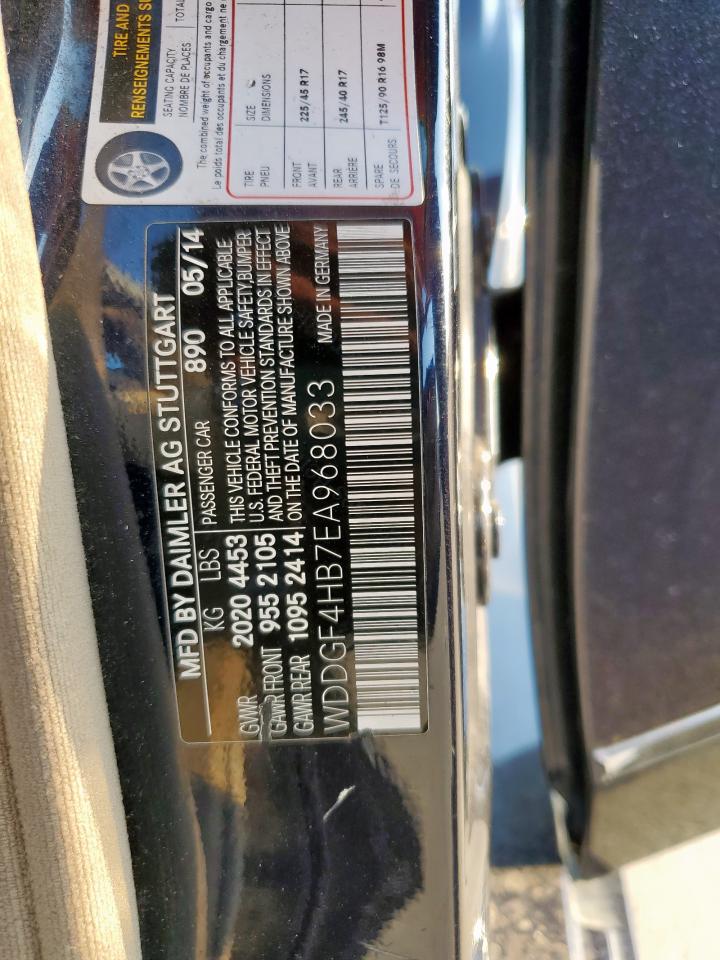 TIRE AND
RENSEIGNEMENTS
SEATING CAPACITY
NOMBRE DE PLACES
The combined weight of occupants and cargo
Le poids total des occupants et du chargement ne
TIRE SIZE
PNEU DIMENSIONS
FRONT 225/45 R17
AVANT
REAR 245/40 R17
ARRIÈRE
SPARE T125/90 R16 98M
DE SECOURS
MFD BY DAIMLER AG STUTTGART
KG LBS PASSENGER CAR 890 05/14
GWR 2020 4453 THIS VEHICLE CONFORMS TO ALL APPLICABLE
U.S. FEDERAL MOTOR VEHICLE SAFETY, BUMPER
GAWR FRONT 955 2105 AND THEFT PREVENTION STANDARDS IN EFFECT
GAWR REAR 1095 2414 ON THE DATE OF MANUFACTURE SHOWN ABOVE
WDDGF4HB7EA968033 MADE IN GERMANY